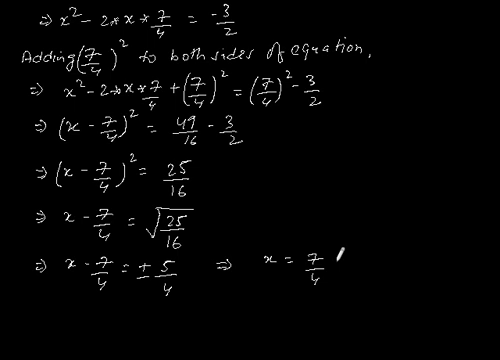 ⇒ x² - 2*x*7/4 = -3/2
Adding (7/4)² to both sides of equation,
⇒ x² - 2*x*7/4 + (7/4)² = (7/4)² - 3/2
⇒ (x - 7/4)² = 49/16 - 3/2
⇒ (x - 7/4)² = 25/16
⇒ x - 7/4 = √(25/16)
⇒ x - 7/4 = ± 5/4 ⇒ x = 7/4